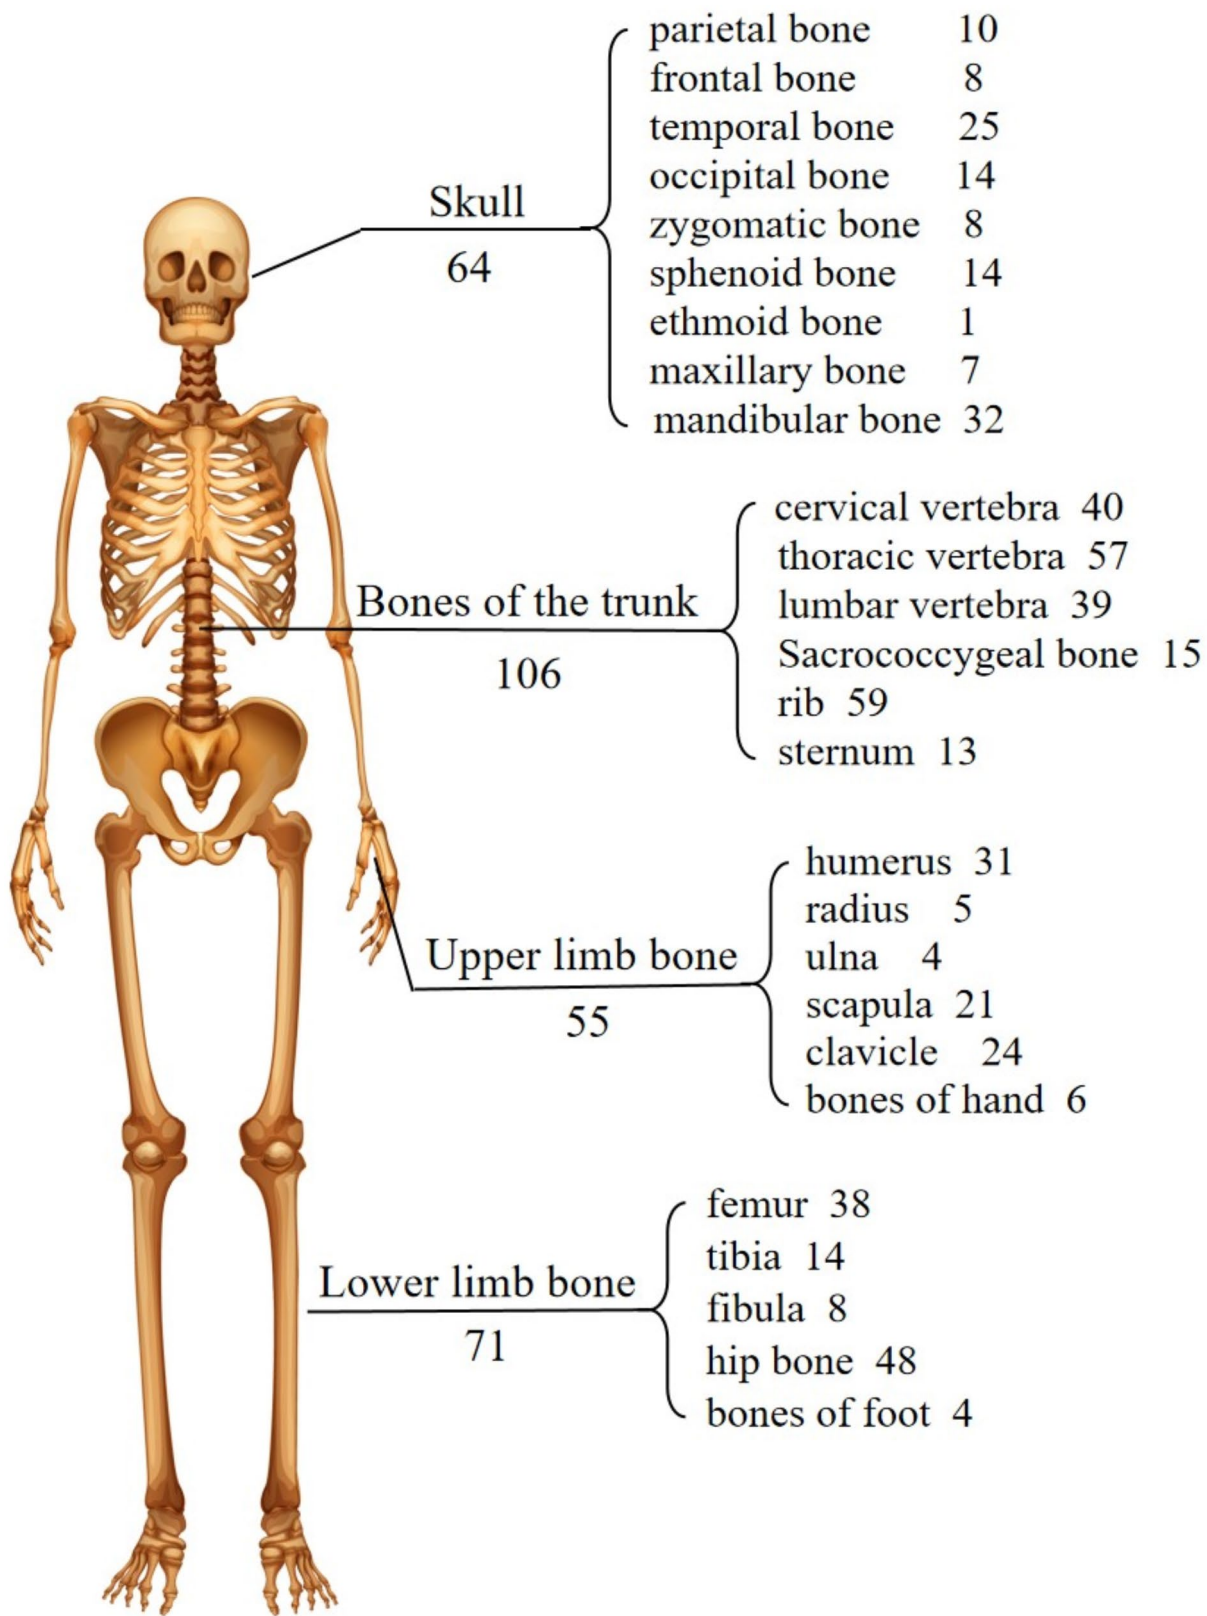 Skull
64
parietal bone 10
frontal bone 8
temporal bone 25
occipital bone 14
zygomatic bone 8
sphenoid bone 14
ethmoid bone 1
maxillary bone 7
mandibular bone 32
Bones of the trunk
106
cervical vertebra 40
thoracic vertebra 57
lumbar vertebra 39
Sacrococcygeal bone 15
rib 59
sternum 13
Upper limb bone
55
humerus 31
radius 5
ulna 4
scapula 21
clavicle 24
bones of hand 6
Lower limb bone
71
femur 38
tibia 14
fibula 8
hip bone 48
bones of foot 4